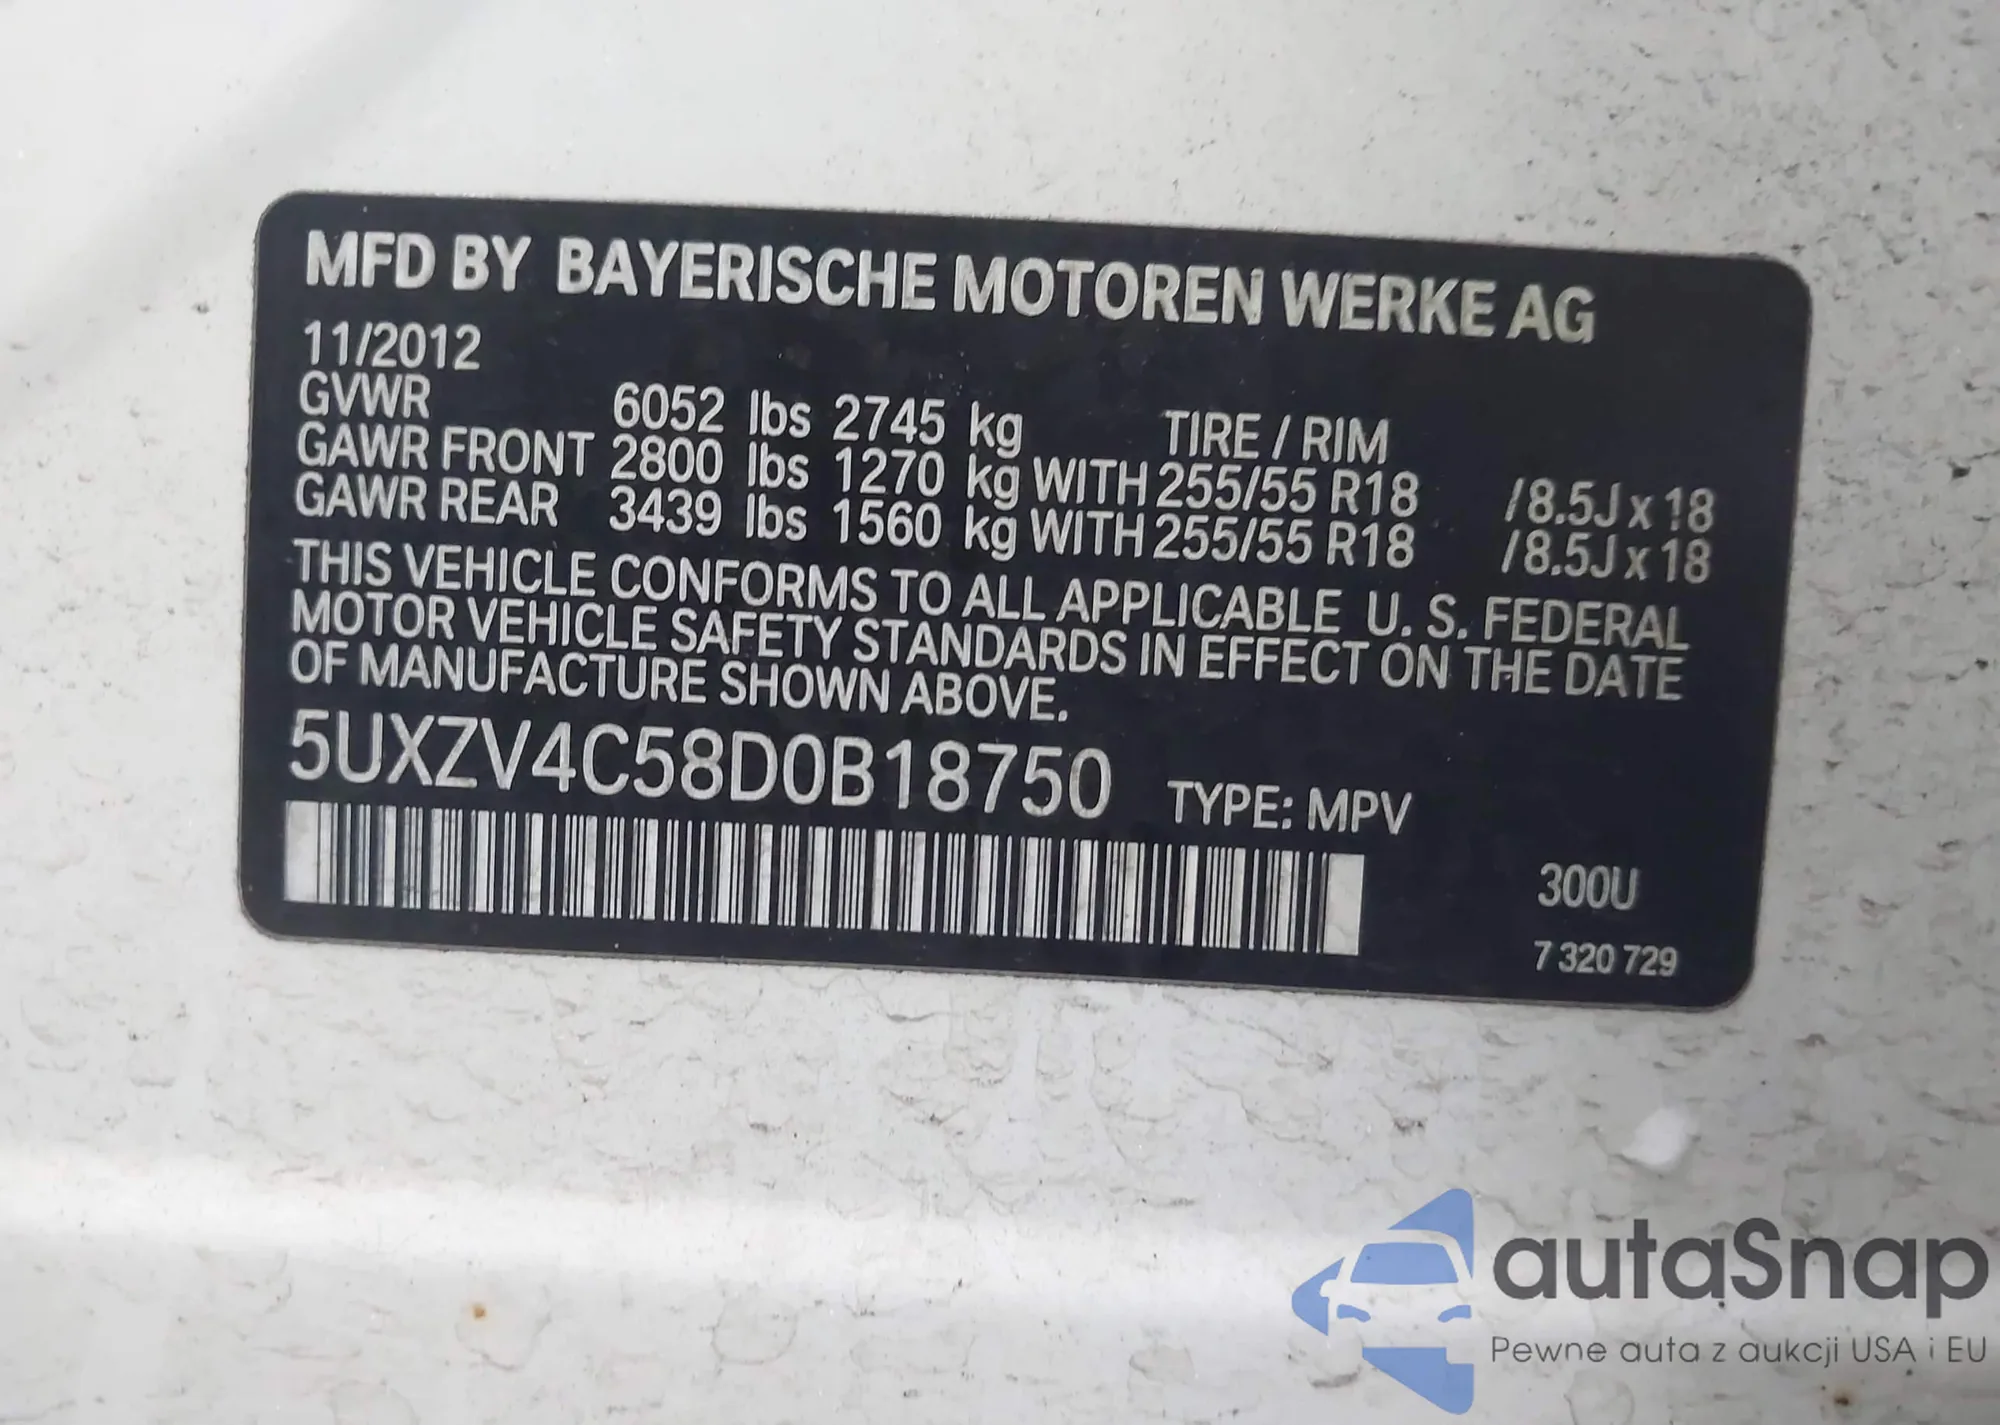 MFD BY BAYERISCHE MOTOREN WERKE AG
11/2012
GVWR 6052 lbs 2745 kg TIRE / RIM
GAWR FRONT 2800 lbs 1270 kg WITH 255/55 R18 /8.5J x 18
GAWR REAR 3439 lbs 1560 kg WITH 255/55 R18 /8.5J x 18
THIS VEHICLE CONFORMS TO ALL APPLICABLE U. S. FEDERAL
MOTOR VEHICLE SAFETY STANDARDS IN EFFECT ON THE DATE
OF MANUFACTURE SHOWN ABOVE.
5UXZV4C58D0B18750 TYPE: MPV
300U
7 320 729
autaSnap
Pewne auta z aukcji USA i EU